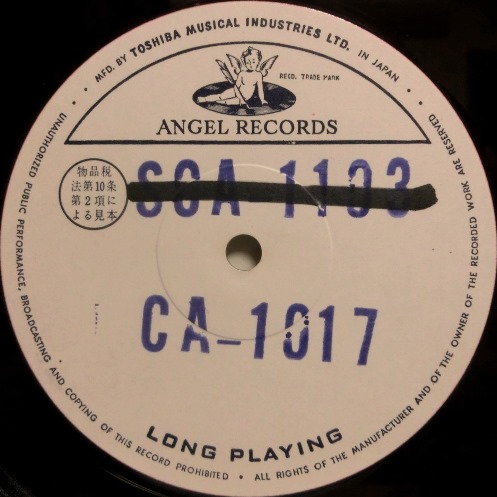 MFD. BY TOSHIBA MUSICAL INDUSTRIES LTD. IN JAPAN
REGD. TRADE MARK
ANGEL RECORDS
物品税
法第10条
第2項に
よる見本
SCA 1103
CA-1017
LONG PLAYING
UNAUTHORIZED PUBLIC PERFORMANCE, BROADCASTING AND COPYING OF THIS RECORD PROHIBITED • ALL RIGHTS OF THE MANUFACTURER AND OF THE OWNER OF THE RECORDED WORK ARE RESERVED